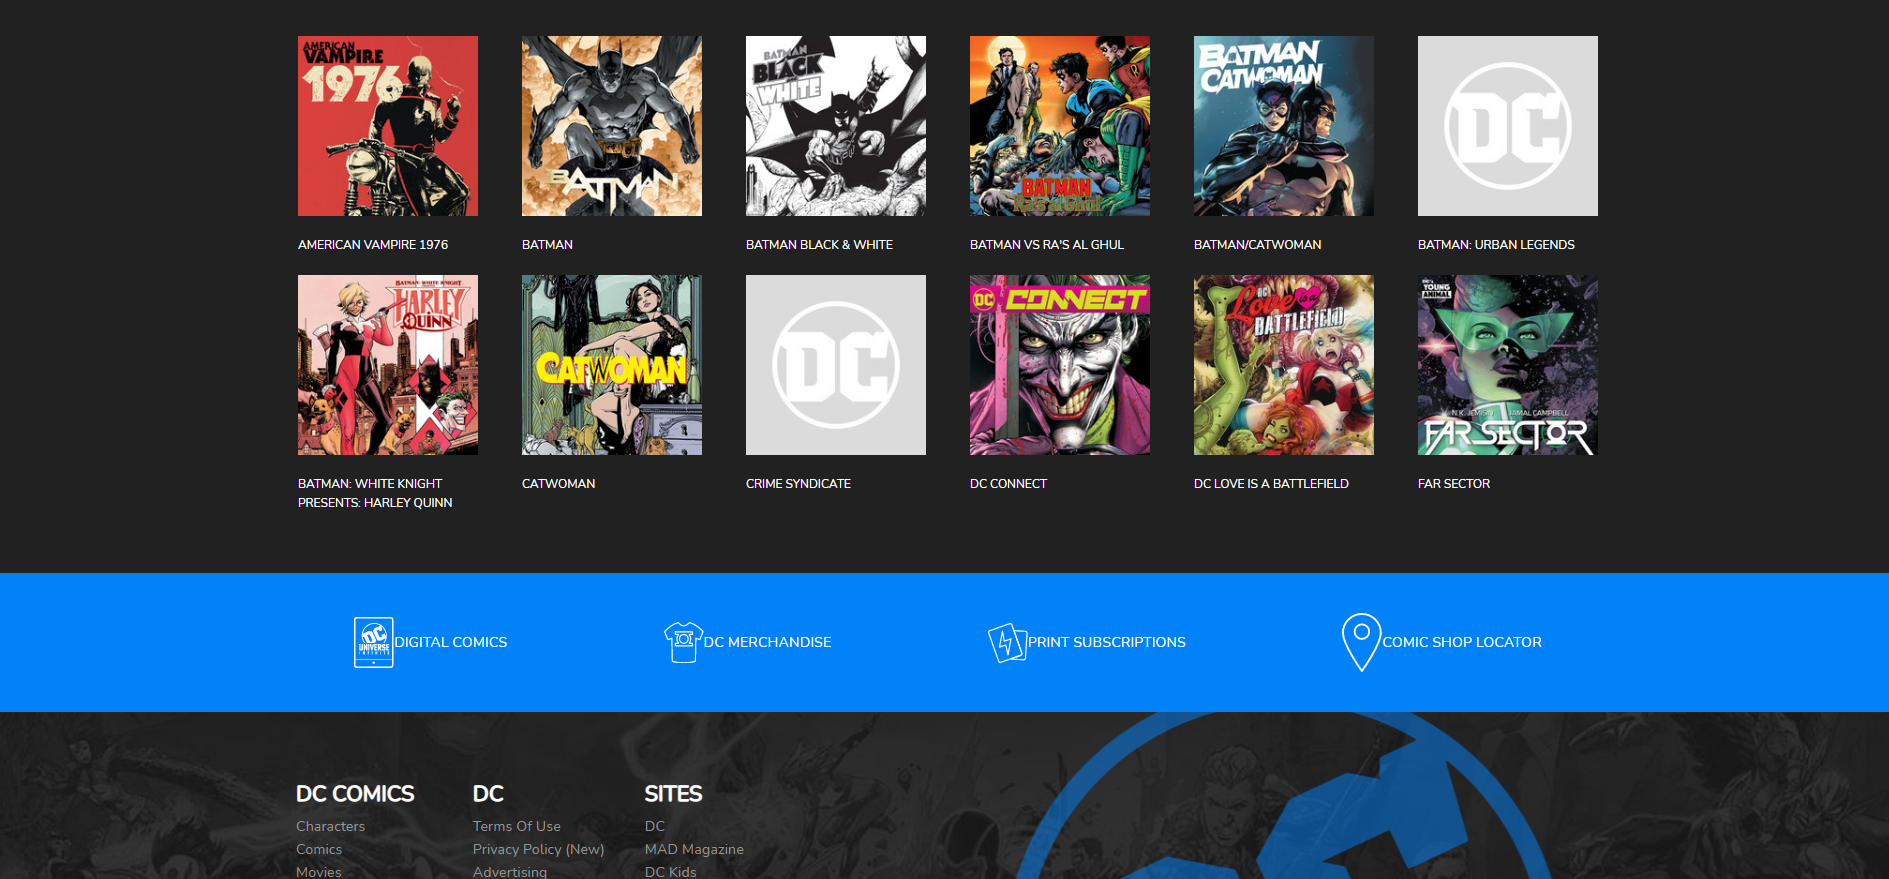 AMERICAN
VAMPIRE
1976
BATMAN
BATMAN
BLACK
WHITE
BATMAN
Ra's al Ghul
BATMAN
CATWOMAN
DC
AMERICAN VAMPIRE 1976
BATMAN
BATMAN BLACK & WHITE
BATMAN VS RA'S AL GHUL
BATMAN/CATWOMAN
BATMAN: URBAN LEGENDS
BATMAN: WHITE KNIGHT
HARLEY
QUINN
CATWOMAN
DC
DC CONNECT
DC
Love is a
BATTLEFIELD
DC's
YOUNG
ANIMAL
N.K. JEMISIN JAMAL CAMPBELL
FAR SECTOR
BATMAN: WHITE KNIGHT
PRESENTS: HARLEY QUINN
CATWOMAN
CRIME SYNDICATE
DC CONNECT
DC LOVE IS A BATTLEFIELD
FAR SECTOR
DC
UNIVERSE
INFINITE
DIGITAL COMICS
DC MERCHANDISE
PRINT SUBSCRIPTIONS
COMIC SHOP LOCATOR
DC COMICS
Characters
Comics
Movies
DC
Terms Of Use
Privacy Policy (New)
Advertising
SITES
DC
MAD Magazine
DC Kids